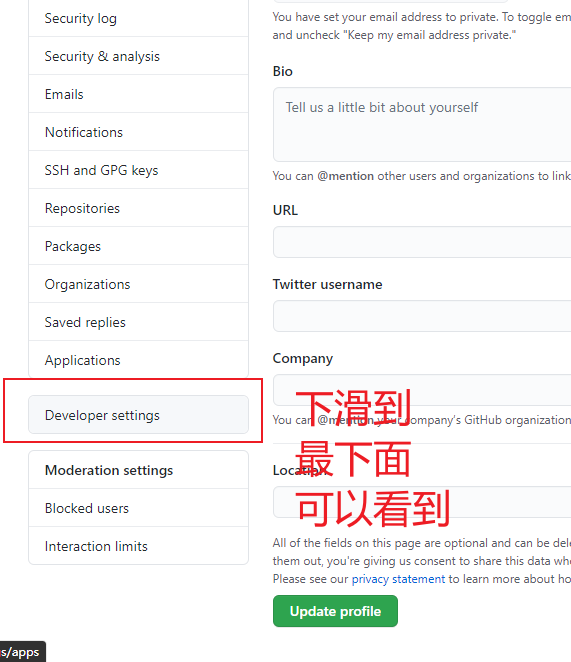 Security log
Security & analysis
Emails
Notifications
SSH and GPG keys
Repositories
Packages
Organizations
Saved replies
Applications
Developer settings
Moderation settings
Blocked users
Interaction limits
You have set your email address to private. To toggle em
and uncheck "Keep my email address private."
Bio
Tell us a little bit about yourself
You can @mention other users and organizations to link
URL
Twitter username
Company
You can @mention your company's GitHub organization
Location
下滑到
最下面
可以看到
All of the fields on this page are optional and can be dele
them out, you're giving us consent to share this data whe
Please see our privacy statement to learn more about ho
Update profile
s/apps